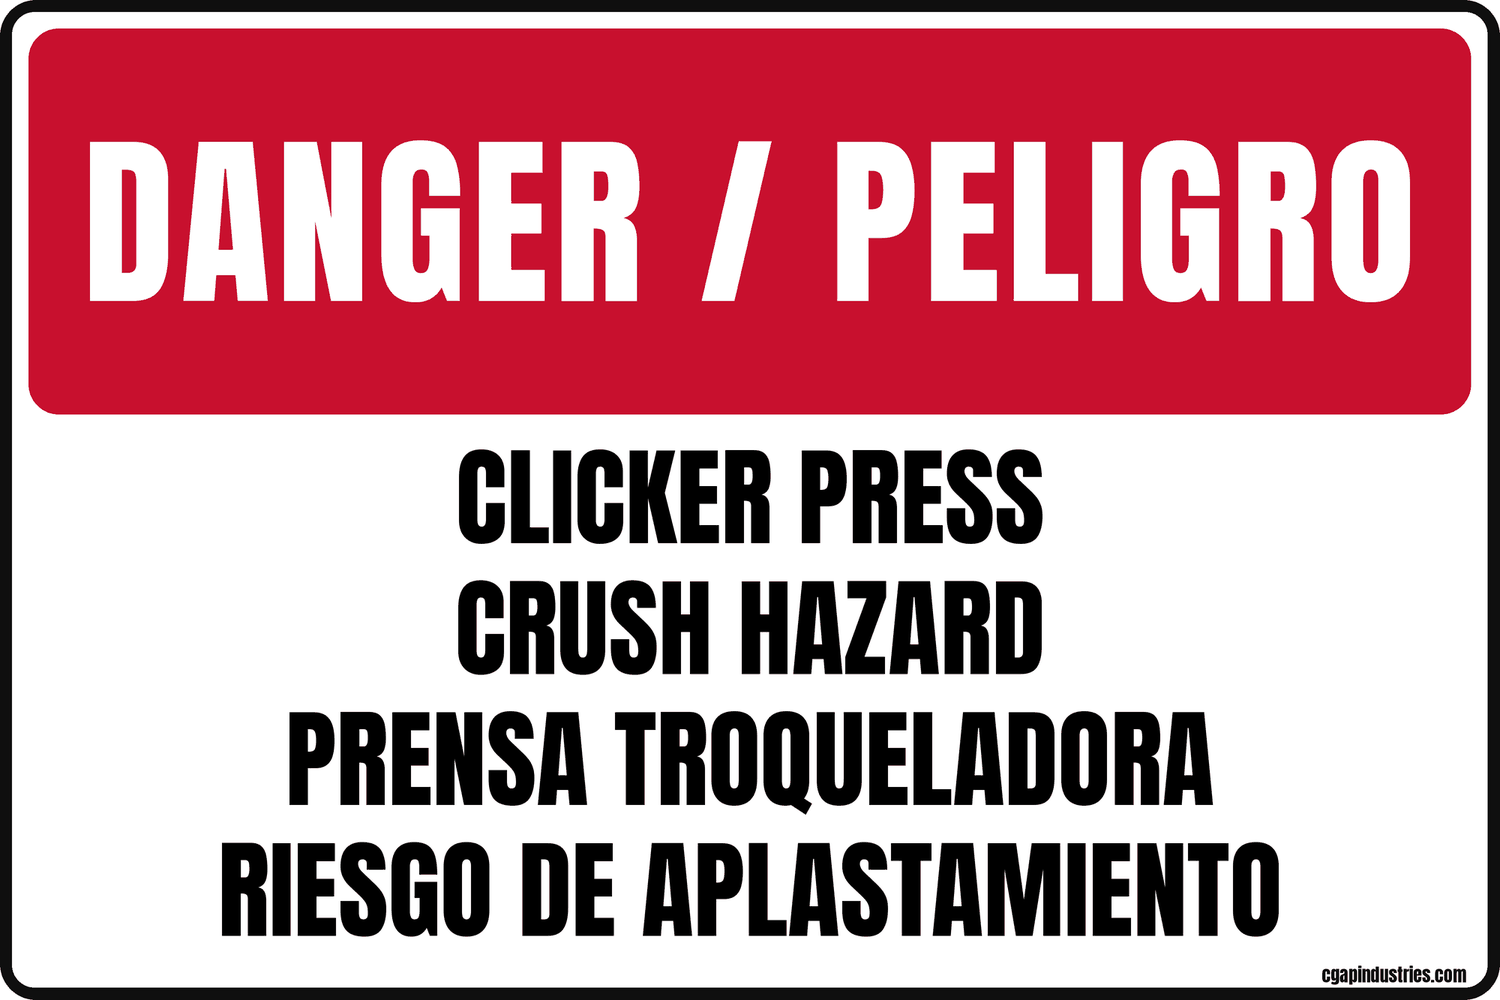 DANGER / PELIGRO
CLICKER PRESS
CRUSH HAZARD
PRENSA TROQUELADORA
RIESGO DE APLASTAMIENTO
cgapindustries.com